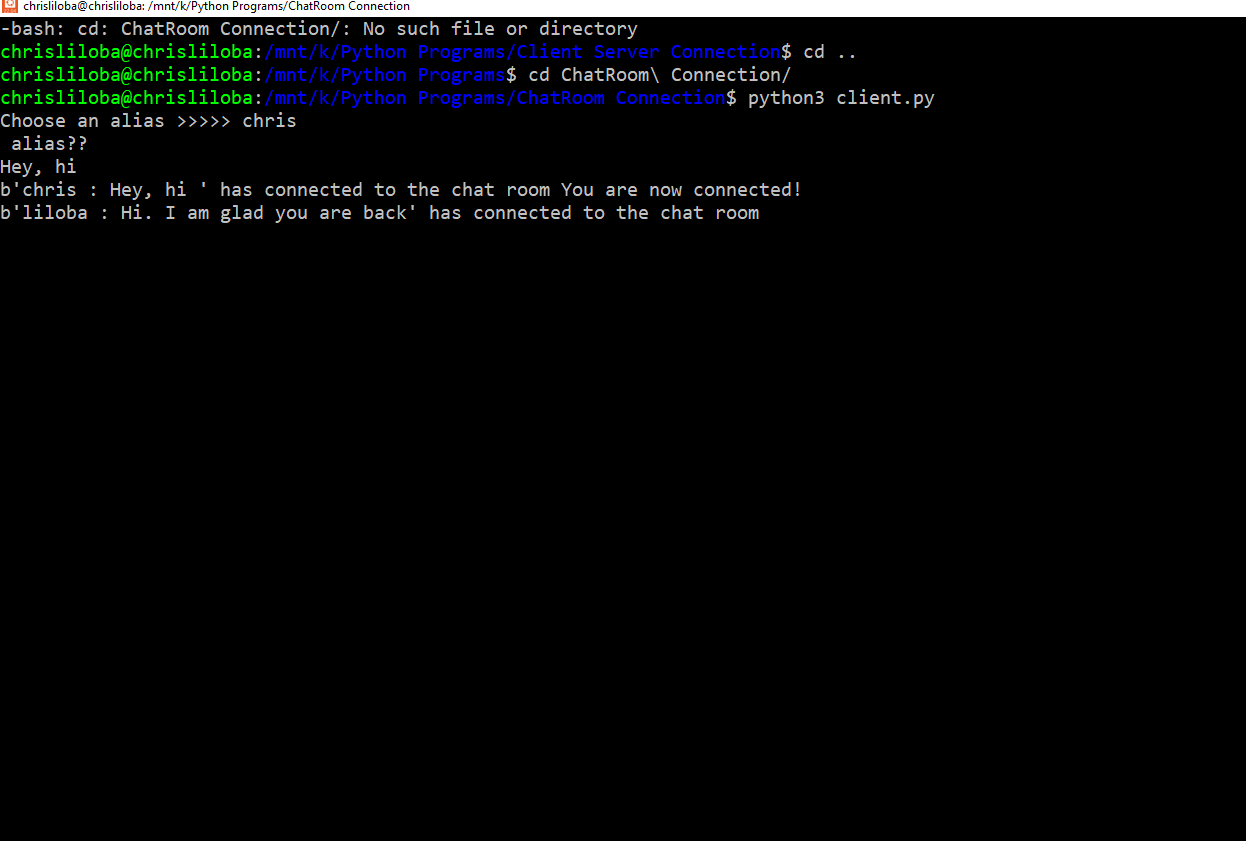 chrisliloba@chrisliloba: /mnt/k/Python Programs/ChatRoom Connection
-bash: cd: ChatRoom Connection/: No such file or directory
chrisliloba@chrisliloba:/mnt/k/Python Programs/Client Server Connection$ cd ..
chrisliloba@chrisliloba:/mnt/k/Python Programs$ cd ChatRoom\ Connection/
chrisliloba@chrisliloba:/mnt/k/Python Programs/ChatRoom Connection$ python3 client.py
Choose an alias >>>>> chris
 alias??
Hey, hi
b'chris : Hey, hi ' has connected to the chat room You are now connected!
b'liloba : Hi. I am glad you are back' has connected to the chat room